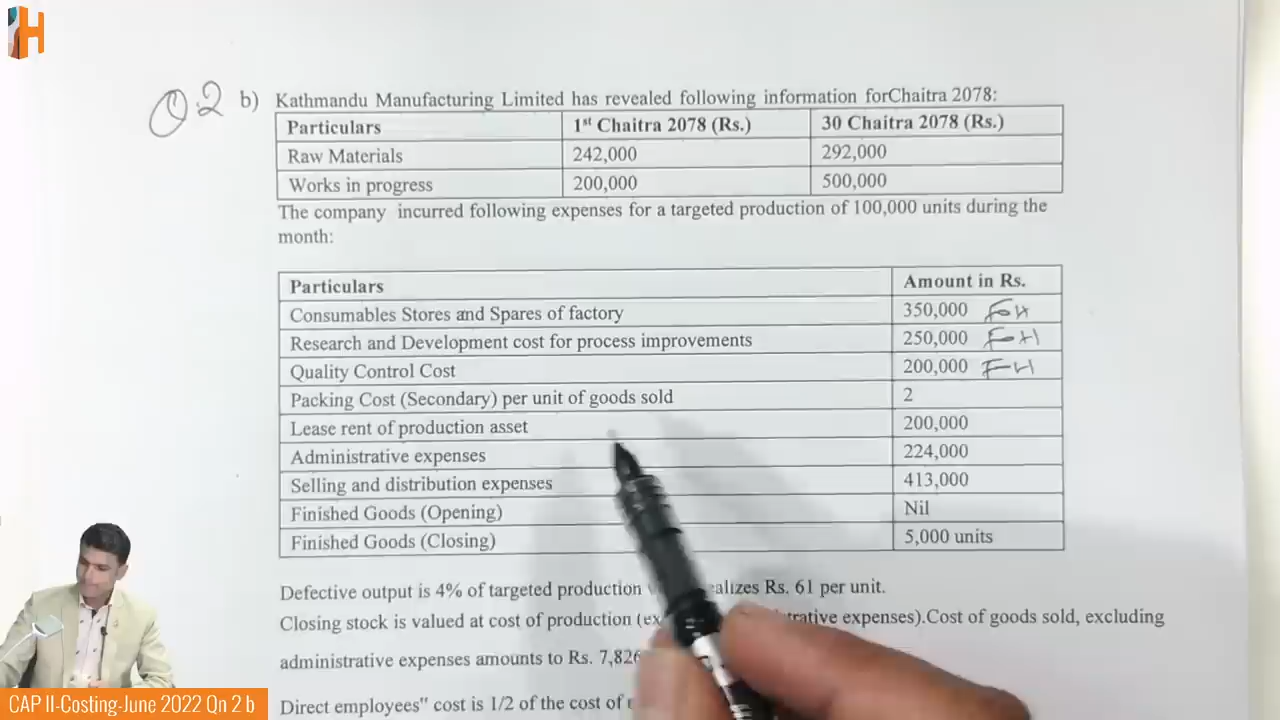 H
Q.2 b) Kathmandu Manufacturing Limited has revealed following information forChaitra 2078:
Particulars 1st Chaitra 2078 (Rs.) 30 Chaitra 2078 (Rs.)
Raw Materials 242,000 292,000
Works in progress 200,000 500,000
The company incurred following expenses for a targeted production of 100,000 units during the
month:
Particulars Amount in Rs.
Consumables Stores and Spares of factory 350,000 FOH
Research and Development cost for process improvements 250,000 FOH
Quality Control Cost 200,000 FOH
Packing Cost (Secondary) per unit of goods sold 2
Lease rent of production asset 200,000
Administrative expenses 224,000
Selling and distribution expenses 413,000
Finished Goods (Opening) Nil
Finished Goods (Closing) 5,000 units
Defective output is 4% of targeted production Rs. 61 per unit.
Closing stock is valued at cost of production expenses).Cost of goods sold, excluding
administrative expenses amounts to Rs.
Direct employees" cost is 1/2 of the cost of
CAP II-Costing-June 2022 Qn 2 b